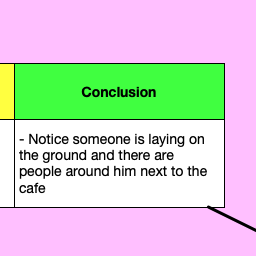 Conclusion
- Notice someone is laying on
the ground and there are
people around him next to the
cafe